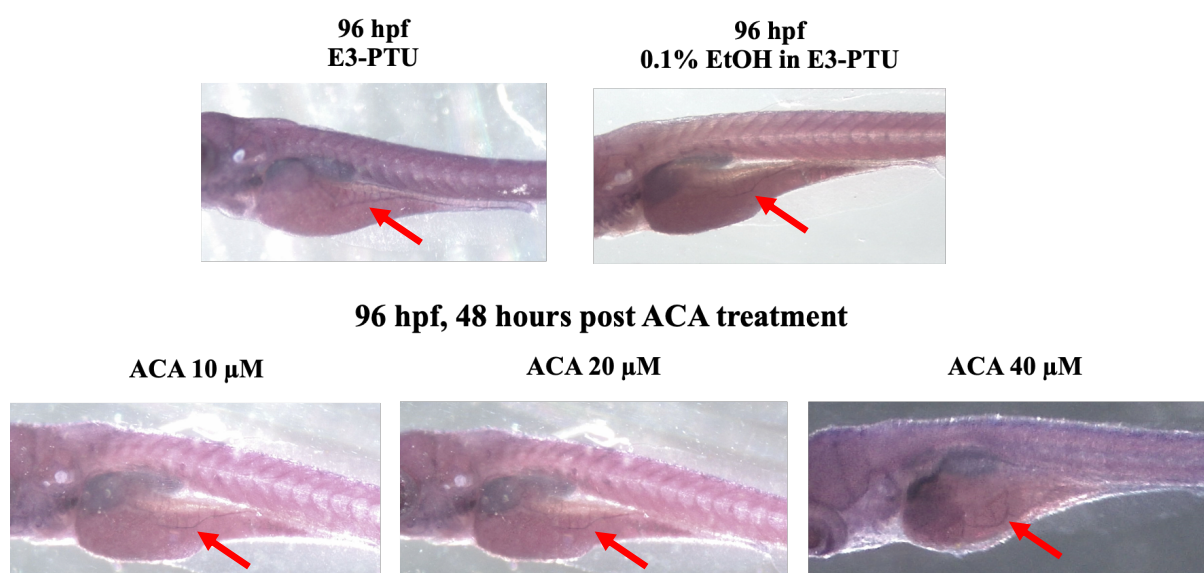 96 hpf
E3-PTU
96 hpf
0.1% EtOH in E3-PTU
96 hpf, 48 hours post ACA treatment
ACA 10 μM
ACA 20 μM
ACA 40 μM